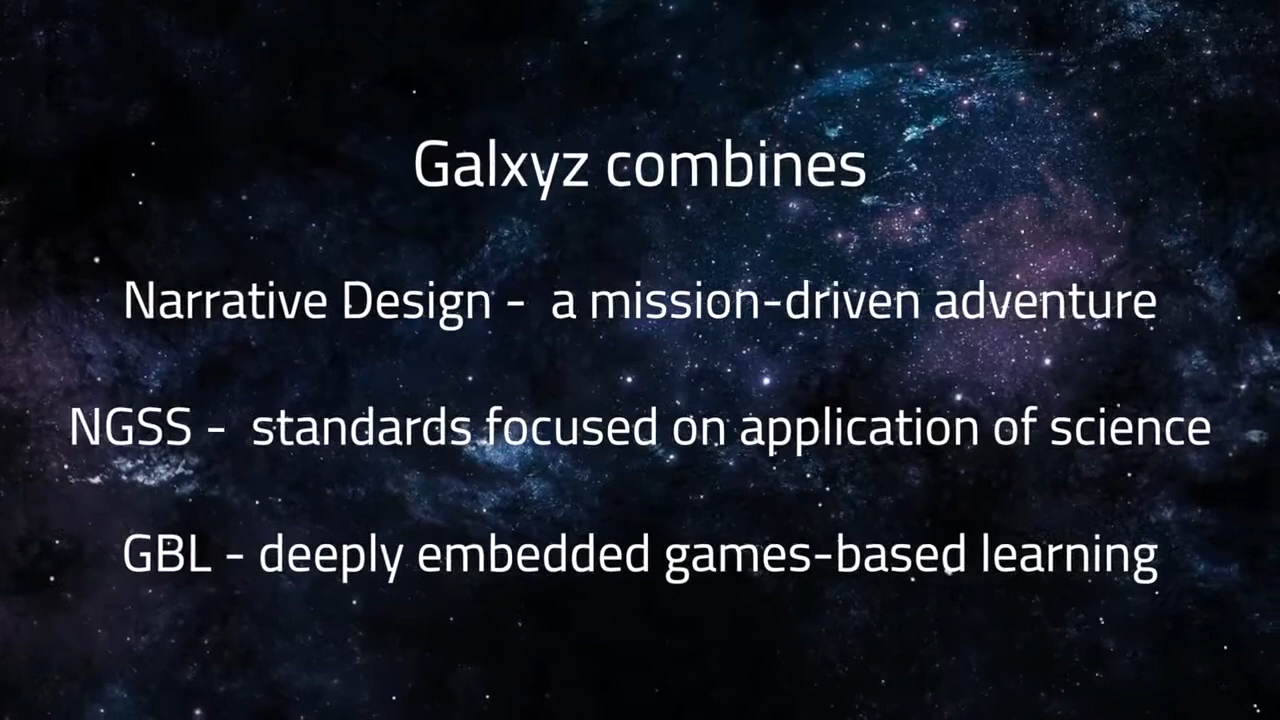 Galxyz combines
Narrative Design -  a mission-driven adventure
NGSS -  standards focused on application of science
GBL - deeply embedded games-based learning